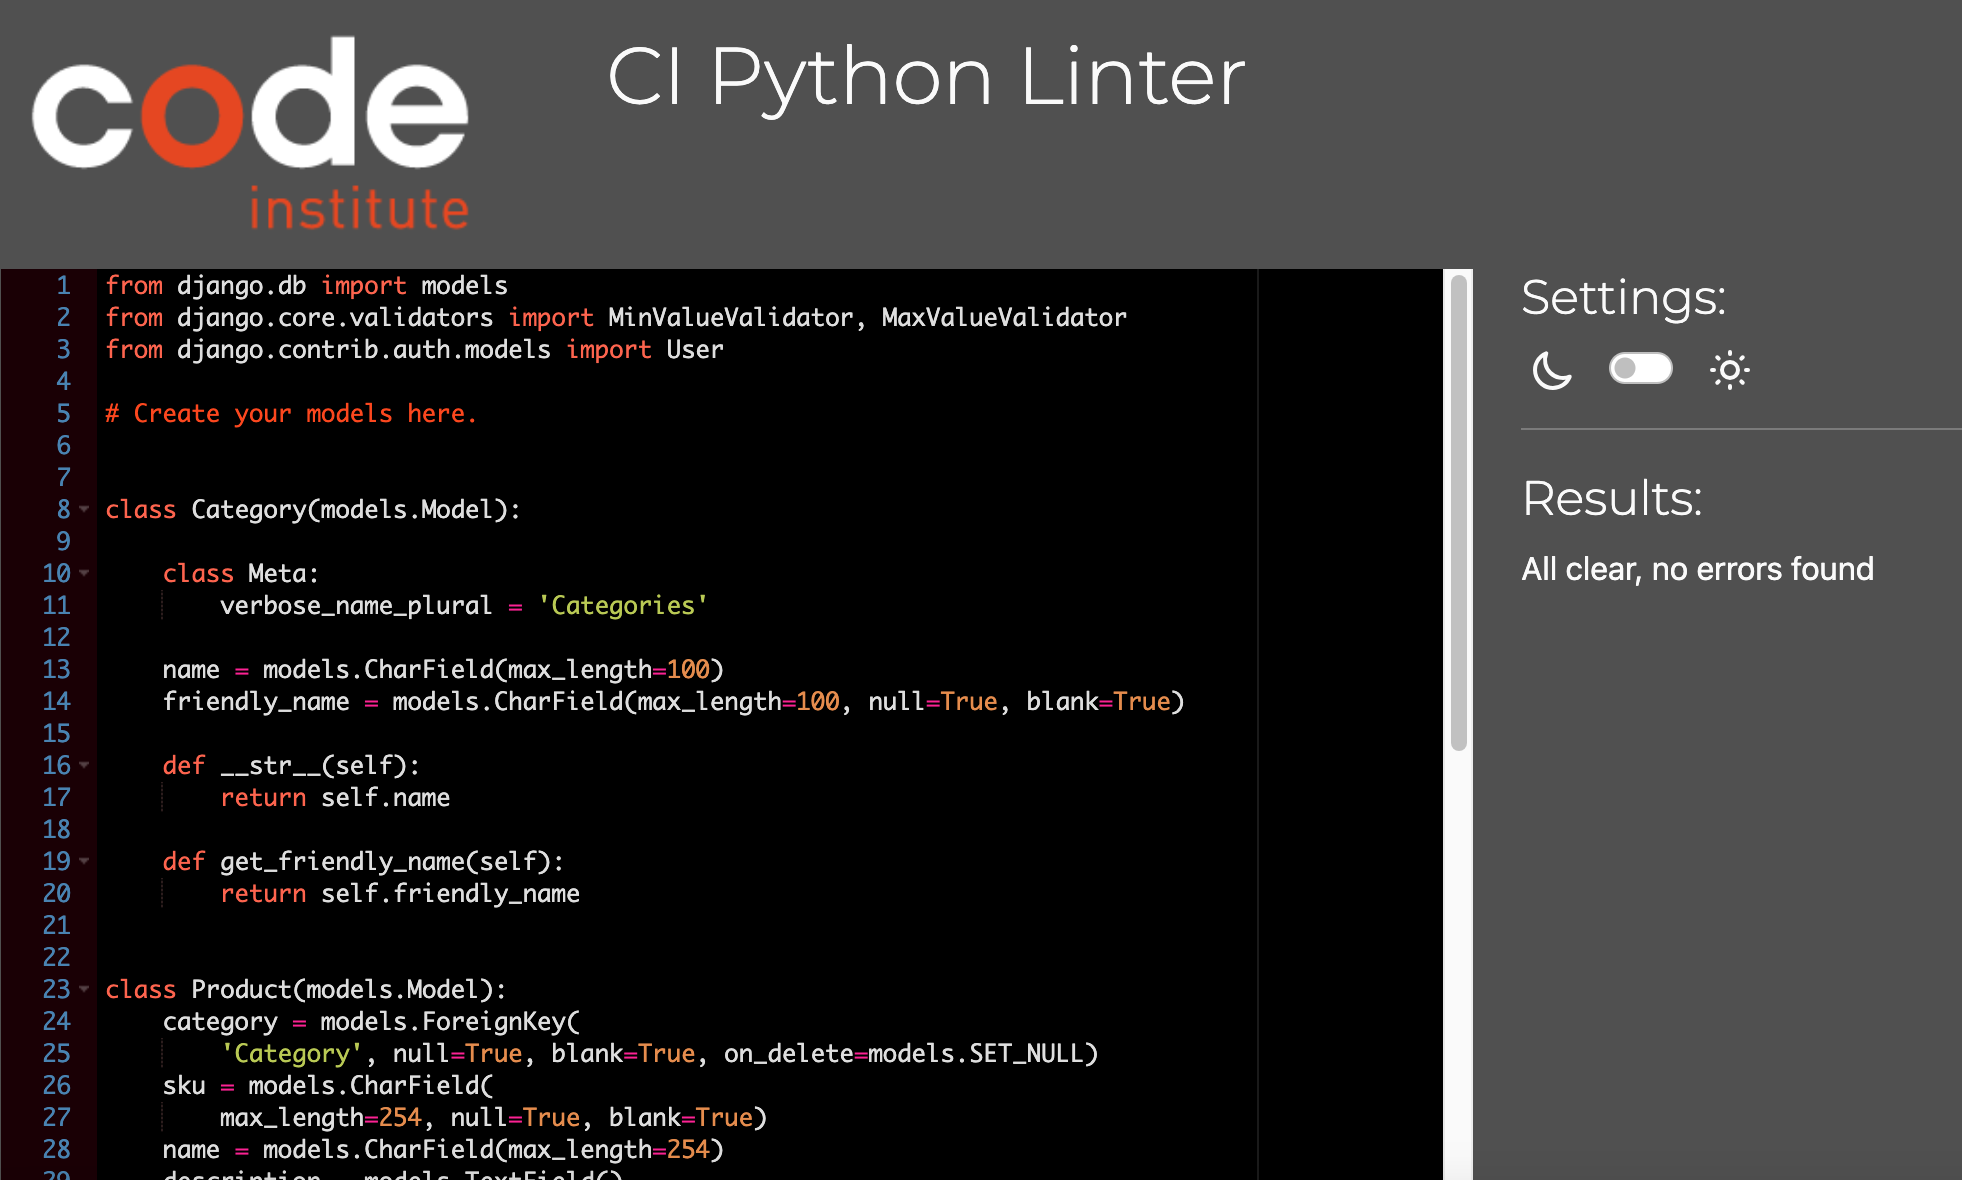 code
institute
CI Python Linter
1 from django.db import models
2 from django.core.validators import MinValueValidator, MaxValueValidator
3 from django.contrib.auth.models import User
4
5 # Create your models here.
6
7
8 class Category(models.Model):
9
10     class Meta:
11         verbose_name_plural = 'Categories'
12
13     name = models.CharField(max_length=100)
14     friendly_name = models.CharField(max_length=100, null=True, blank=True)
15
16     def __str__(self):
17         return self.name
18
19     def get_friendly_name(self):
20         return self.friendly_name
21
22
23 class Product(models.Model):
24     category = models.ForeignKey(
25         'Category', null=True, blank=True, on_delete=models.SET_NULL)
26     sku = models.CharField(
27         max_length=254, null=True, blank=True)
28     name = models.CharField(max_length=254)
29     description = models.TextField()
Settings:
Results:
All clear, no errors found